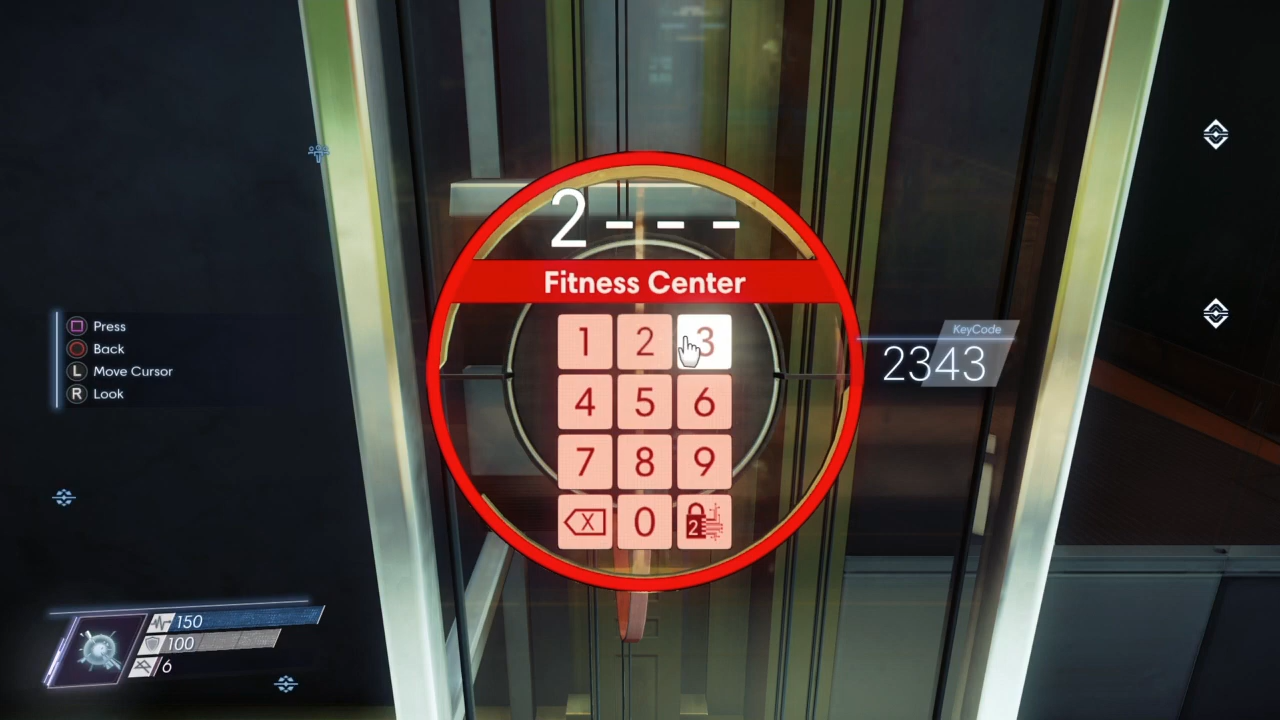 2 - - -
Fitness Center
1 2 3
4 5 6
7 8 9
X 0 2
Press
Back
L Move Cursor
R Look
KeyCode
2343
150
100
6